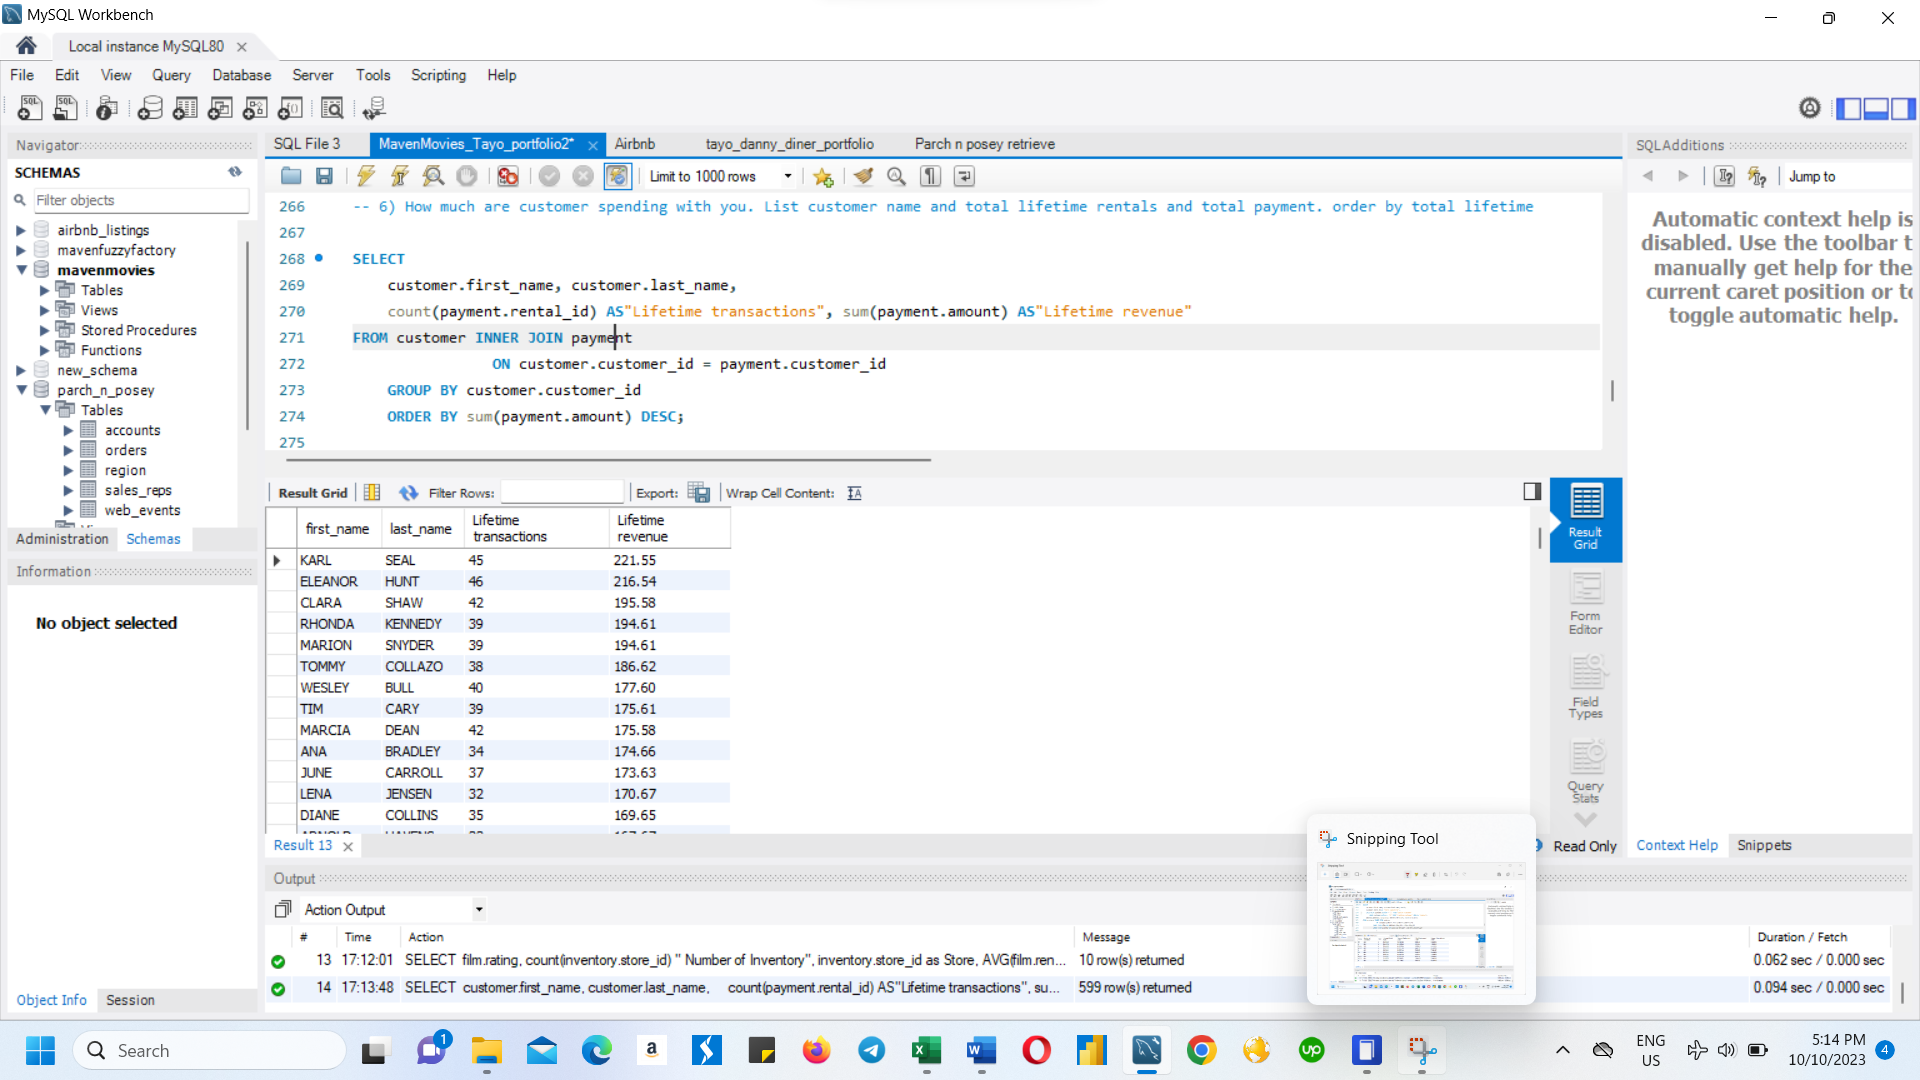 MySQL Workbench
Local instance MySQL80
File Edit View Query Database Server Tools Scripting Help
Navigator
SCHEMAS
Filter objects
airbnb_listings
mavenfuzzyfactory
mavenmovies
Tables
Views
Stored Procedures
Functions
new_schema
parch_n_posey
Tables
accounts
orders
region
sales_reps
web_events
Administration Schemas
Information
No object selected
Object Info Session
SQL File 3 MavenMovies_Tayo_portfolio2* Airbnb tayo_danny_diner_portfolio Parch n posey retrieve
Limit to 1000 rows
266 -- 6) How much are customer spending with you. List customer name and total lifetime rentals and total payment. order by total lifetime
267
268 SELECT
269 customer.first_name, customer.last_name,
270 count(payment.rental_id) AS"Lifetime transactions", sum(payment.amount) AS"Lifetime revenue"
271 FROM customer INNER JOIN payment
272 ON customer.customer_id = payment.customer_id
273 GROUP BY customer.customer_id
274 ORDER BY sum(payment.amount) DESC;
275
Result Grid Filter Rows: Export: Wrap Cell Content:
first_name last_name Lifetime transactions Lifetime revenue
KARL SEAL 45 221.55
ELEANOR HUNT 46 216.54
CLARA SHAW 42 195.58
RHONDA KENNEDY 39 194.61
MARION SNYDER 39 194.61
TOMMY COLLAZO 38 186.62
WESLEY BULL 40 177.60
TIM CARY 39 175.61
MARCIA DEAN 42 175.58
ANA BRADLEY 34 174.66
JUNE CARROLL 37 173.63
LENA JENSEN 32 170.67
DIANE COLLINS 35 169.65
Result 13
Result Grid
Form Editor
Field Types
Query Stats
Read Only
SQLAdditions
Jump to
Automatic context help is
disabled. Use the toolbar t
manually get help for the
current caret position or to
toggle automatic help.
Context Help Snippets
Snipping Tool
Output
Action Output
# Time Action Message Duration / Fetch
13 17:12:01 SELECT film.rating, count(inventory.store_id) " Number of Inventory", inventory.store_id as Store, AVG(film.ren... 10 row(s) returned 0.062 sec / 0.000 sec
14 17:13:48 SELECT customer.first_name, customer.last_name, count(payment.rental_id) AS"Lifetime transactions", su... 599 row(s) returned 0.094 sec / 0.000 sec
Search
1
ENG
US
5:14 PM
10/10/2023
4